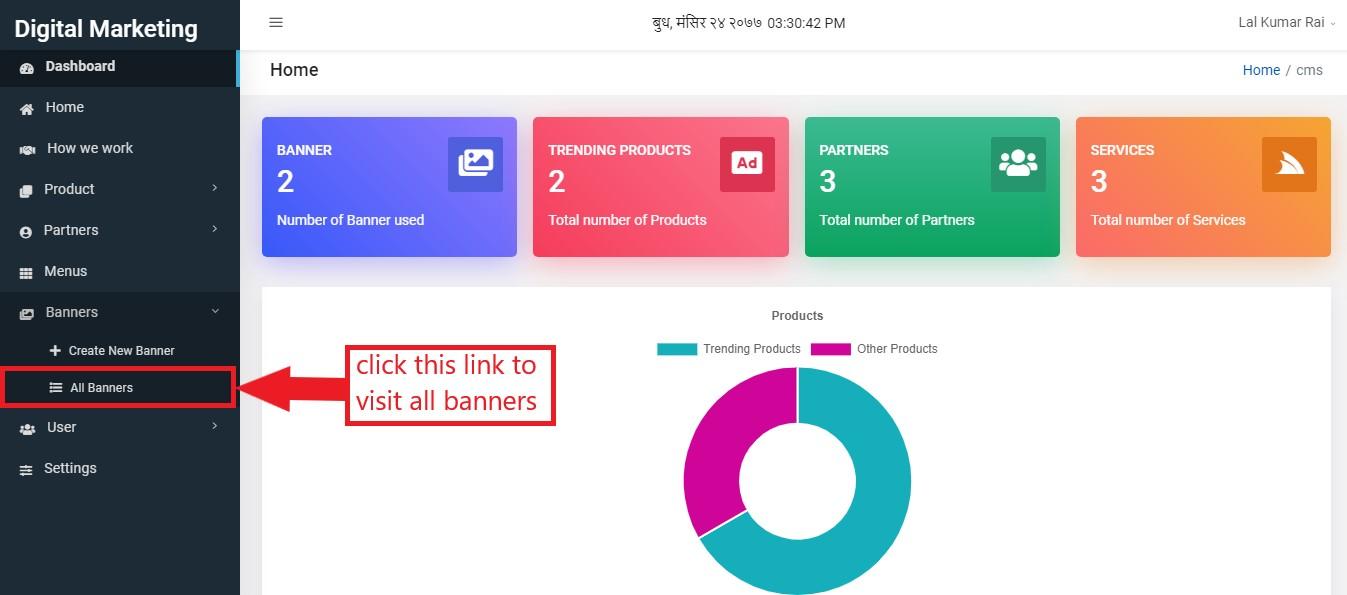 Digital Marketing
बुध, मंसिर २४ २०७७ 03:30:42 PM
Lal Kumar Rai
Dashboard
Home
How we work
Product
Partners
Menus
Banners
Create New Banner
All Banners
User
Settings
Home
Home / cms
BANNER
2
Number of Banner used
TRENDING PRODUCTS
2
Total number of Products
Ad
PARTNERS
3
Total number of Partners
SERVICES
3
Total number of Services
click this link to
visit all banners
Products
Trending Products
Other Products